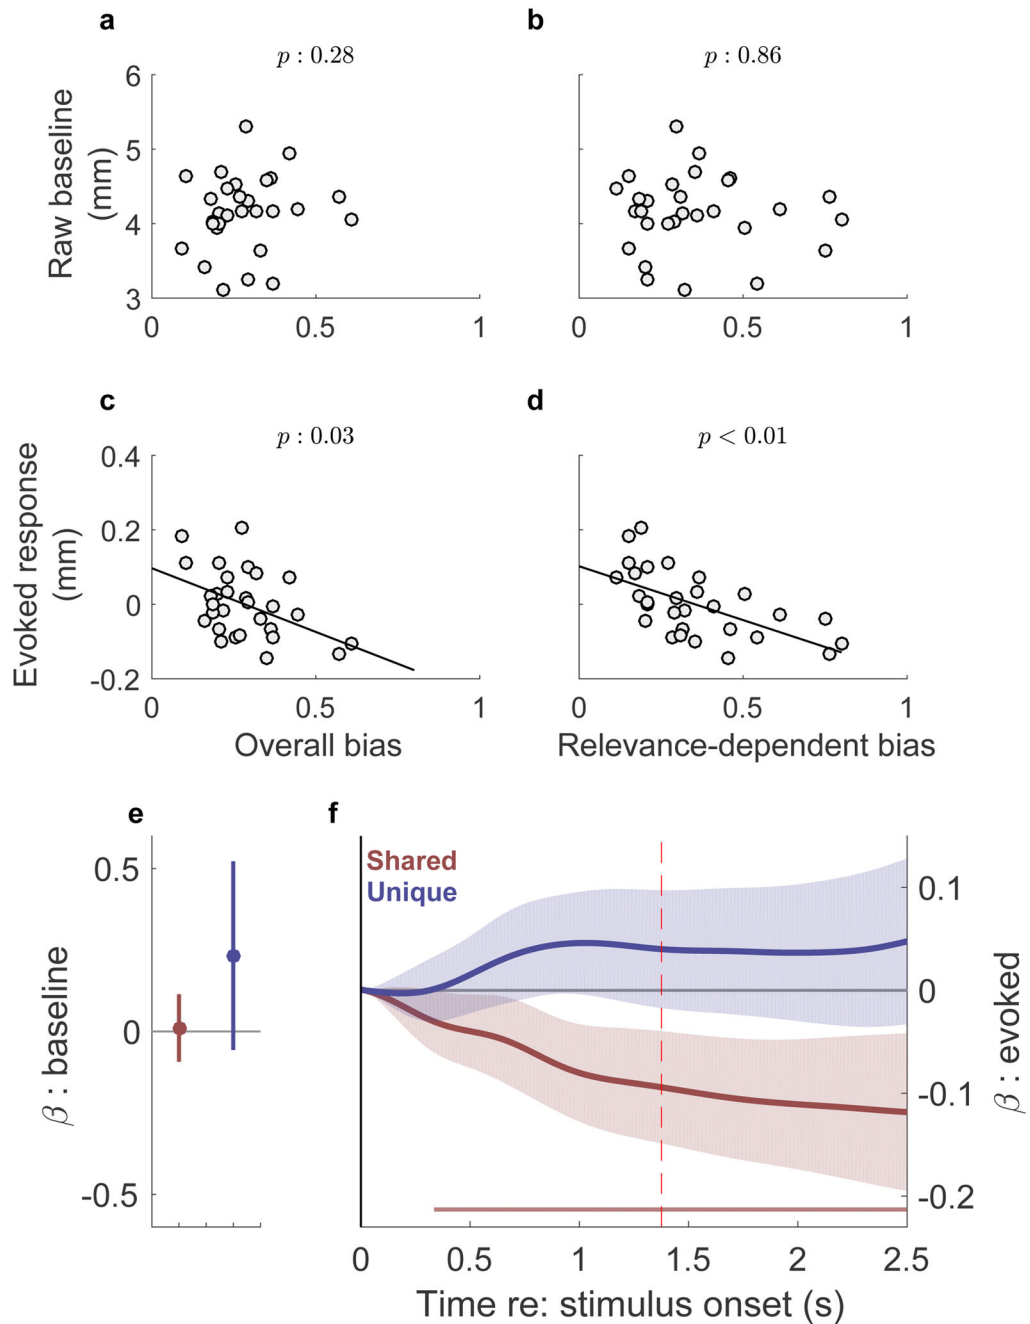 a
b
p : 0.28
p : 0.86
Raw baseline
(mm)
6
5
4
3
0
0.5
1
0
0.5
1
c
d
p : 0.03
p < 0.01
Evoked response
(mm)
0.4
0.2
0
-0.2
0
0.5
1
0
0.5
1
Overall bias
Relevance-dependent bias
e
f
β : baseline
0.5
0
-0.5
Shared
Unique
0.1
0
-0.1
-0.2
β : evoked
0
0.5
1
1.5
2
2.5
Time re: stimulus onset (s)